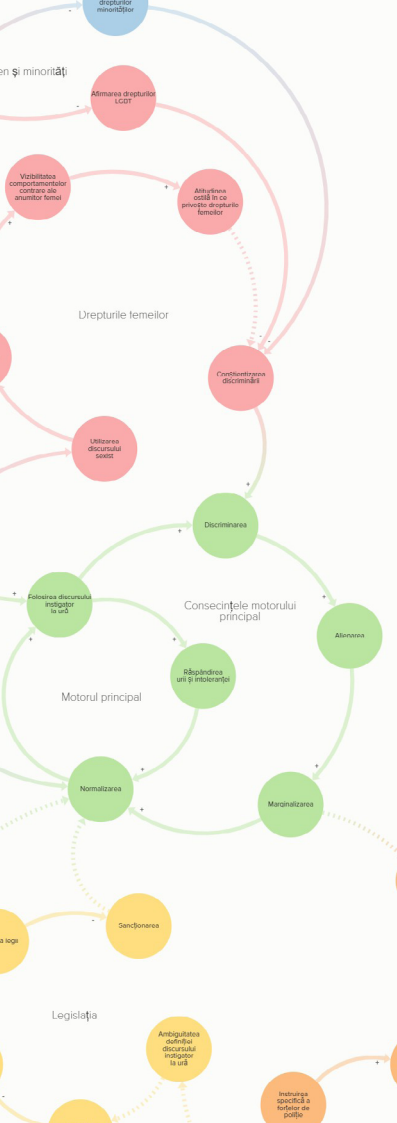 drepturilor
minorităților
en și minorități
Afirmarea drepturilor
LGBT
-
-
Vizibilitatea
comportamentelor
contrare ale
anumitor femei
+
+
Atitudinea
ostilă în ce
privește drepturile
femeilor
Drepturile femeilor
-
-
Conștientizarea
discriminării
Utilizarea
discursului
sexist
+
Discriminarea
+
+
Folosirea discursului
instigator
la ură
+
+
+
Consecințele motorului
principal
Alienarea
Răspândirea
urii și intoleranței
Motorul principal
+
+
Normalizarea
+
Marginalizarea
-
Sancționarea
a legii
Legislația
Ambiguitatea
definiției
discursului
instigator
la ură
+
-
Instruirea
specifică a
forțelor de
poliție